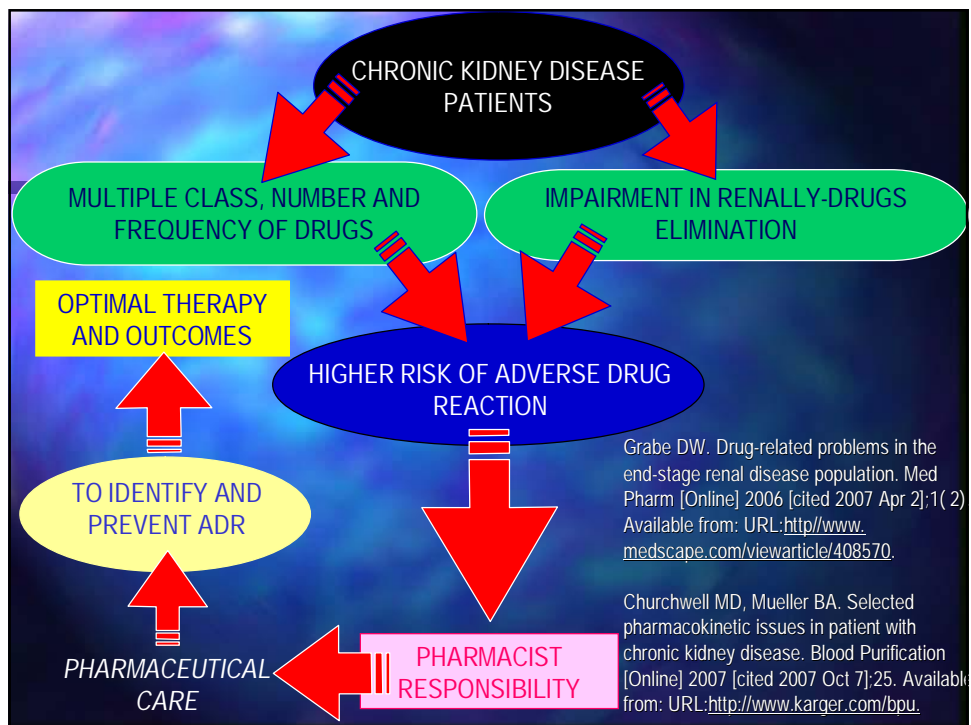 CHRONIC KIDNEY DISEASE
PATIENTS
MULTIPLE CLASS, NUMBER AND
FREQUENCY OF DRUGS
IMPAIRMENT IN RENALLY-DRUGS
ELIMINATION
OPTIMAL THERAPY
AND OUTCOMES
HIGHER RISK OF ADVERSE DRUG
REACTION
TO IDENTIFY AND
PREVENT ADR
Grabe DW. Drug-related problems in the
end-stage renal disease population. Med
Pharm [Online] 2006 [cited 2007 Apr 2];1( 2)
Available from: URL:http//www.
medscape.com/viewarticle/408570.
Churchwell MD, Mueller BA. Selected
pharmacokinetic issues in patient with
chronic kidney disease. Blood Purification
[Online] 2007 [cited 2007 Oct 7];25. Available
from: URL:http://www.karger.com/bpu.
PHARMACEUTICAL
CARE
PHARMACIST
RESPONSIBILITY